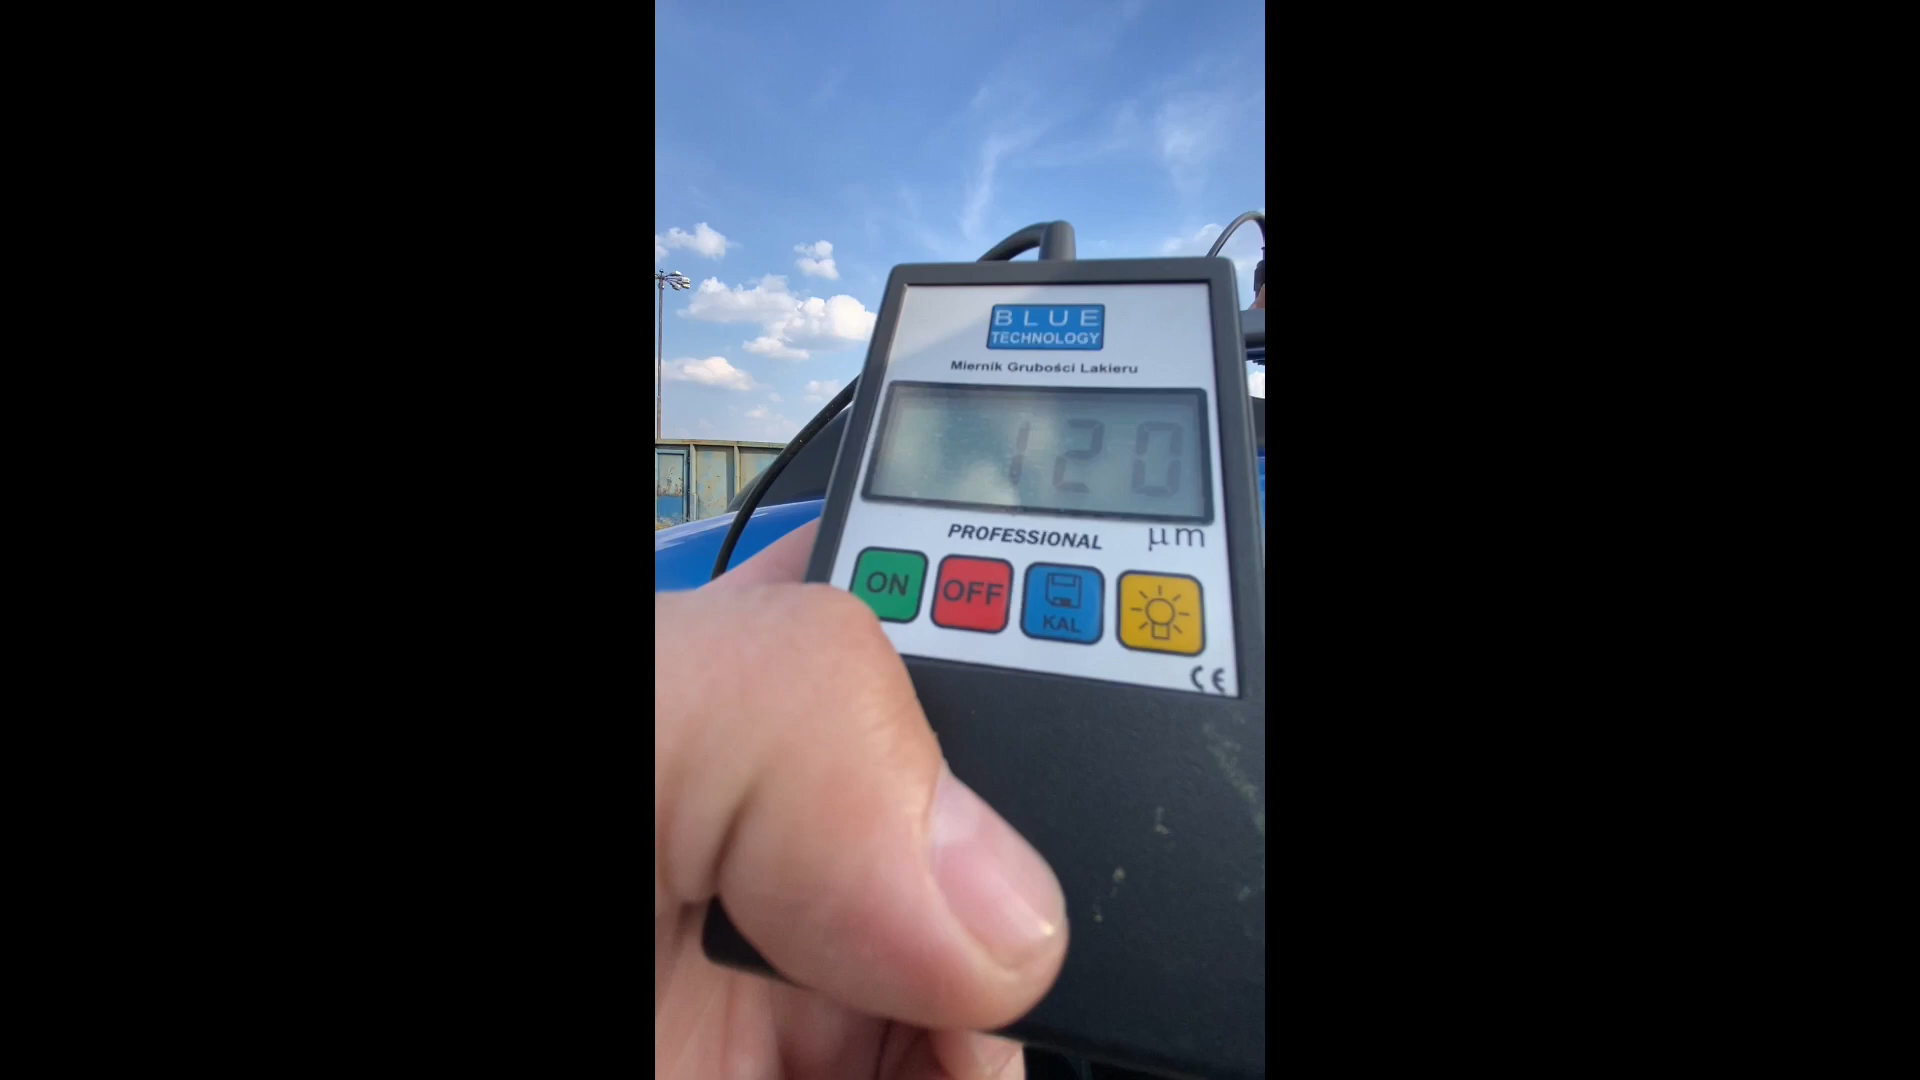 BLUE
TECHNOLOGY
Miernik Grubości Lakieru
120
PROFESSIONAL μm
ON OFF KAL
CE